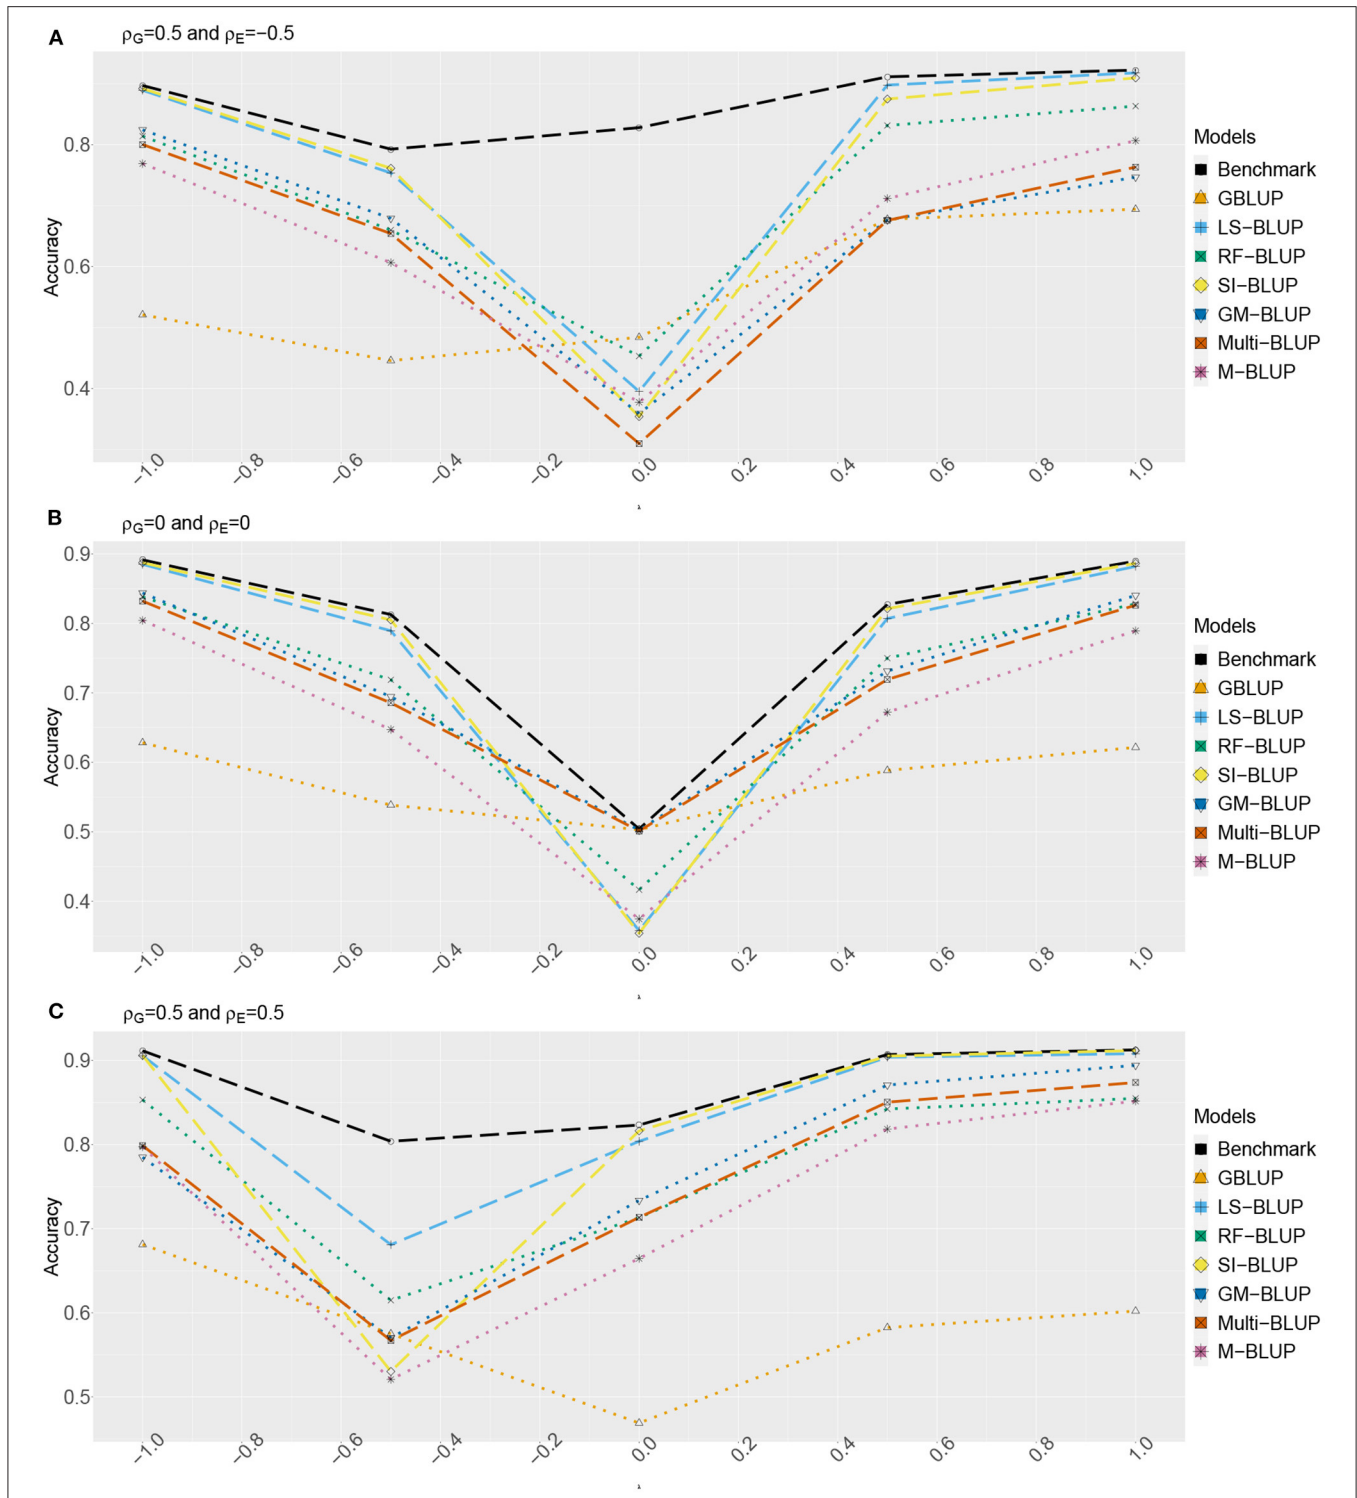 A
ρG=0.5 and ρE=−0.5
Accuracy
0.8
0.6
0.4
−1.0 −0.8 −0.6 −0.4 −0.2 0.0 0.2 0.4 0.6 0.8 1.0
Models
Benchmark
GBLUP
LS−BLUP
RF−BLUP
SI−BLUP
GM−BLUP
Multi−BLUP
M−BLUP
B
ρG=0 and ρE=0
Accuracy
0.9
0.8
0.7
0.6
0.5
0.4
−1.0 −0.8 −0.6 −0.4 −0.2 0.0 0.2 0.4 0.6 0.8 1.0
Models
Benchmark
GBLUP
LS−BLUP
RF−BLUP
SI−BLUP
GM−BLUP
Multi−BLUP
M−BLUP
C
ρG=0.5 and ρE=0.5
Accuracy
0.9
0.8
0.7
0.6
0.5
−1.0 −0.8 −0.6 −0.4 −0.2 0.0 0.2 0.4 0.6 0.8 1.0
Models
Benchmark
GBLUP
LS−BLUP
RF−BLUP
SI−BLUP
GM−BLUP
Multi−BLUP
M−BLUP